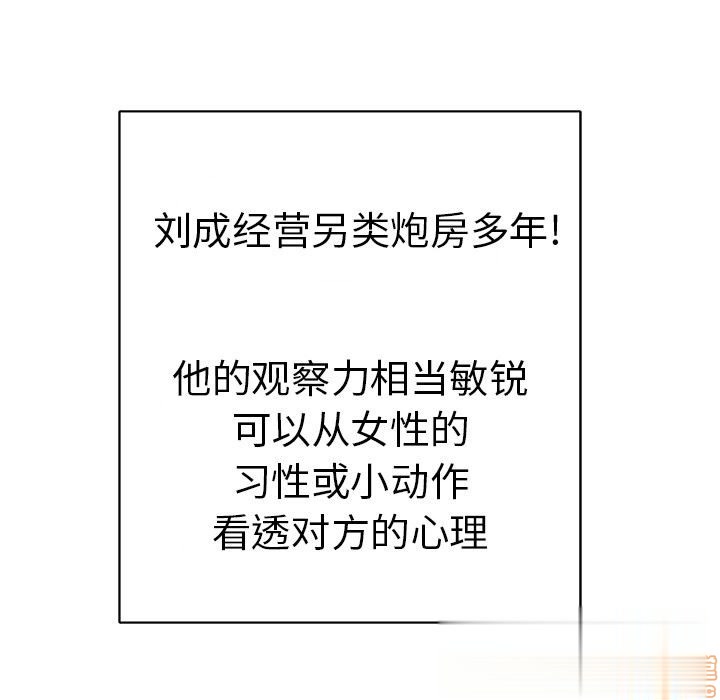 刘成经营另类炮房多年!
他的观察力相当敏锐
可以从女性的
习性或小动作
看透对方的心理